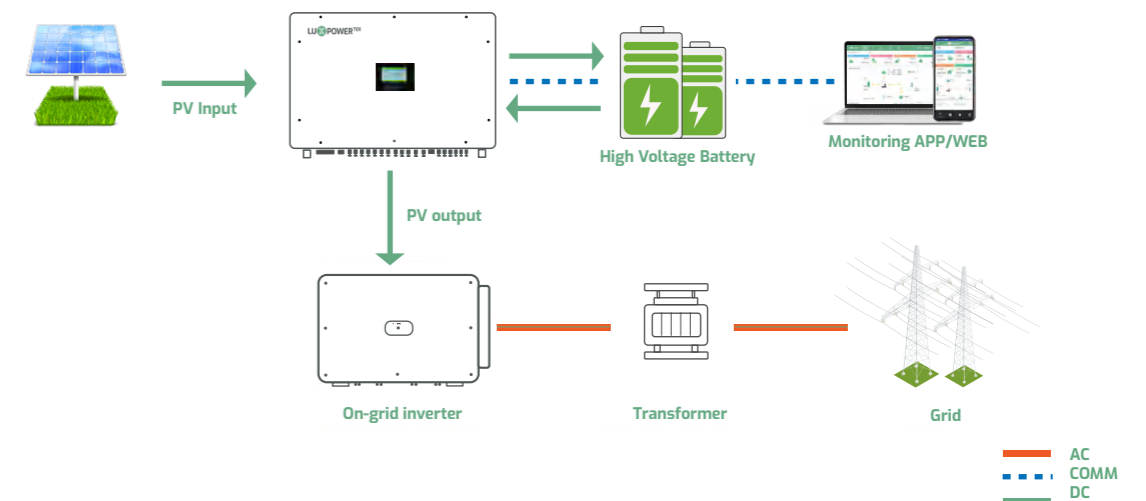 LUXPOWERTEK
PV Input
High Voltage Battery
Monitoring APP/WEB
PV output
On-grid inverter
Transformer
Grid
AC
COMM
DC